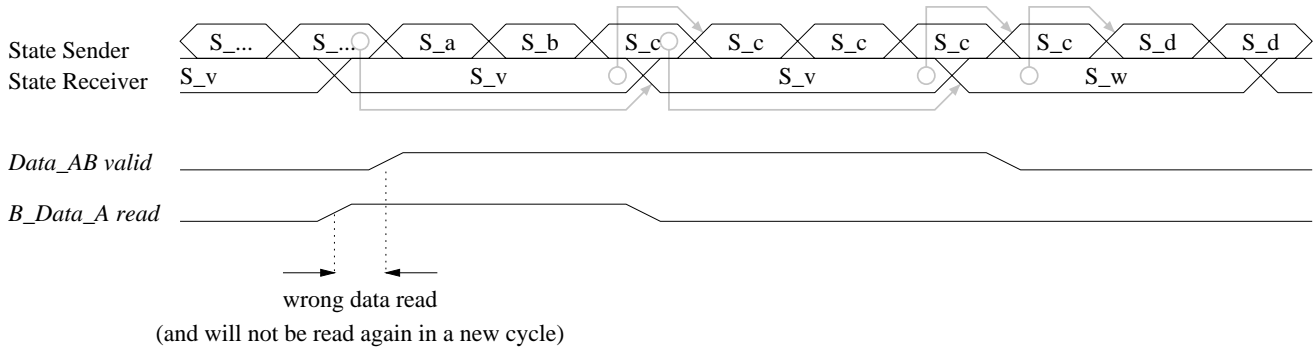 State Sender S_... S_... S_a S_b S_c S_c S_c S_c S_c S_d S_d
State Receiver S_v S_v S_v S_w
Data_AB valid
B_Data_A read
wrong data read
(and will not be read again in a new cycle)